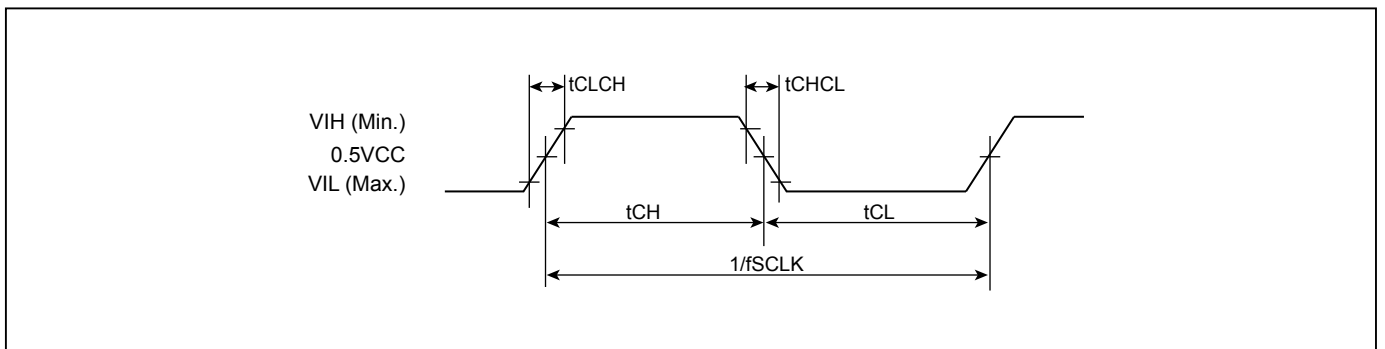 tCLCH
tCHCL
VIH (Min.)
0.5VCC
VIL (Max.)
tCH
tCL
1/fSCLK